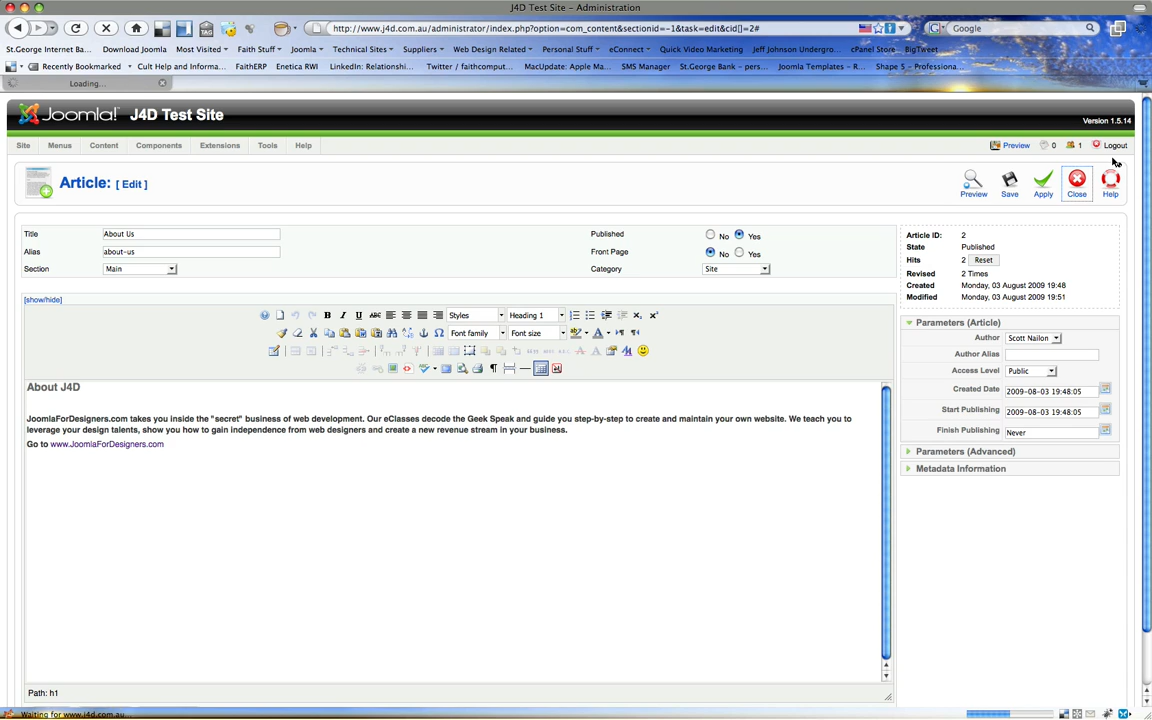 J4D Test Site - Administration
http://www.j4d.com.au/administrator/index.php?option=com_content&sectionid=-1&task=edit&cid[]=2#
Google
St.George Internet Ba... Download Joomla Most Visited Faith Stuff Joomla Technical Sites Suppliers Web Design Related Personal Stuff eConnect Quick Video Marketing Jeff Johnson Undergro... cPanel Store BigTweet
Recently Bookmarked Cult Help and Informa... FaithERP Enetica RWI LinkedIn: Relationshi... Twitter / faithcomput... MacUpdate: Apple Ma... SMS Manager St.George Bank - pers... Joomla Templates - R... Shape 5 - Professiona...
Loading...
Joomla! J4D Test Site
Version 1.5.14
Site Menus Content Components Extensions Tools Help
Preview 0 1 Logout
Article: [ Edit ]
Preview Save Apply Close Help
Title About Us Published No Yes
Alias about-us Front Page No Yes
Section Main Category Site
Article ID: 2
State Published
Hits 2 Reset
Revised 2 Times
Created Monday, 03 August 2009 19:48
Modified Monday, 03 August 2009 19:51
[show/hide]
B I U ABC Styles Heading 1
Font family Font size
About J4D
JoomlaForDesigners.com takes you inside the "secret" business of web development. Our eClasses decode the Geek Speak and guide you step-by-step to create and maintain your own website. We teach you to
leverage your design talents, show you how to gain independence from web designers and create a new revenue stream in your business.
Go to www.JoomlaForDesigners.com
Path: h1
Parameters (Article)
Author Scott Nailon
Author Alias
Access Level Public
Created Date 2009-08-03 19:48:05
Start Publishing 2009-08-03 19:48:05
Finish Publishing Never
Parameters (Advanced)
Metadata Information
Waiting for www.j4d.com.au...